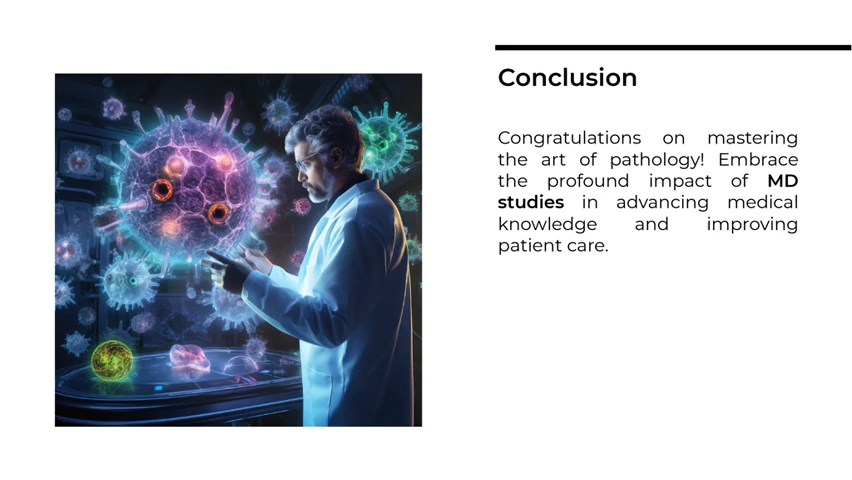 Conclusion
Congratulations on mastering
the art of pathology! Embrace
the profound impact of MD
studies in advancing medical
knowledge and improving
patient care.